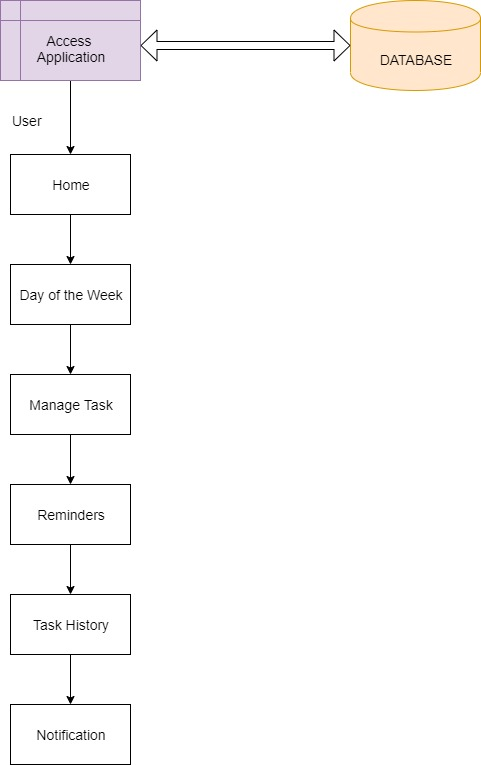 Access
Application
DATABASE
User
Home
Day of the Week
Manage Task
Reminders
Task History
Notification